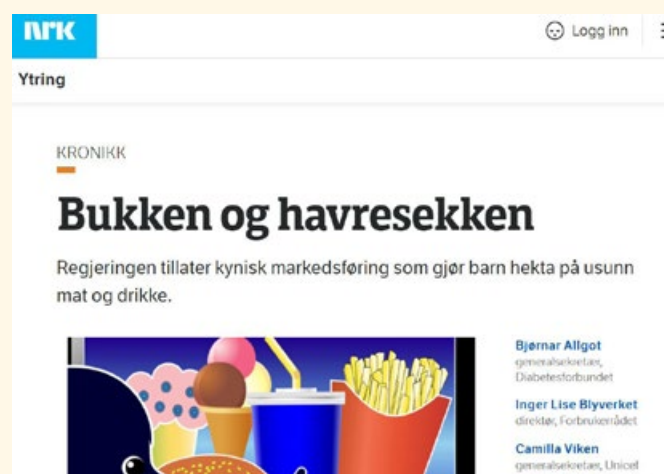 nrk
Logg inn
Ytring
KRONIKK
Bukken og havresekken
Regjeringen tillater kynisk markedsføring som gjør barn hekta på usunn
mat og drikke.
Bjørnar Allgot
generalsekretær,
Diabetesforbundet
Inger Lise Blyverket
direktør, Forbrukerrådet
Camilla Viken
generalsekretær, Unicef